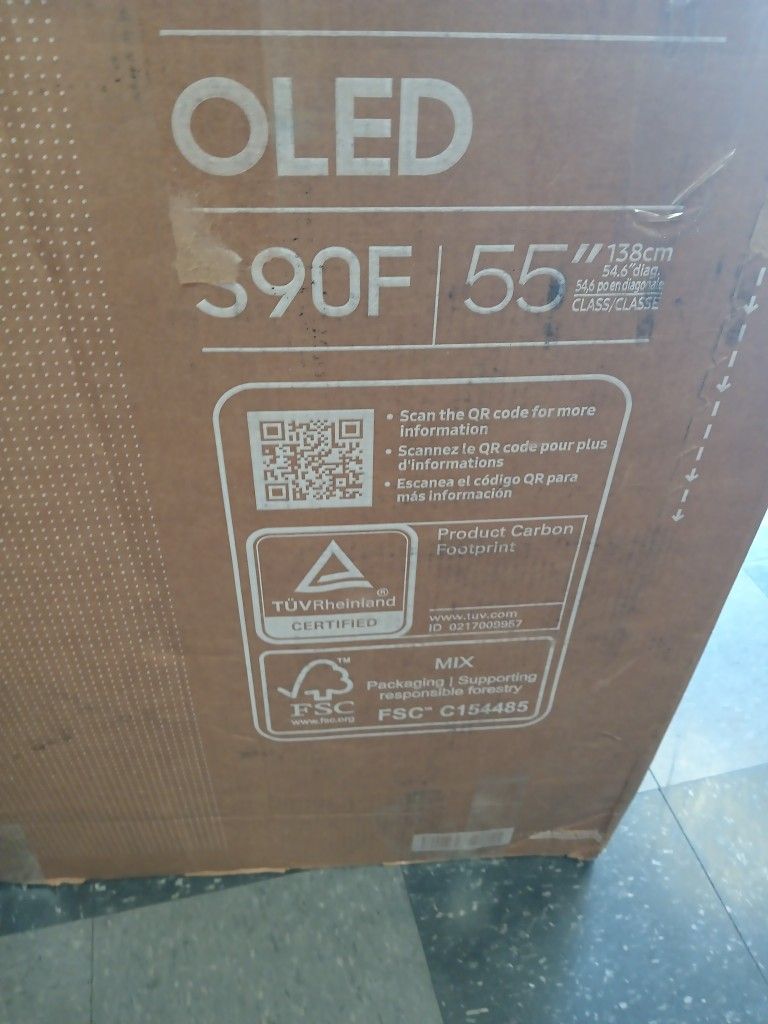 OLED
S90F
55" 138cm
54.6"diag.
54,6 po en diagonale
CLASS/CLASSE
• Scan the QR code for more
information
• Scannez le QR code pour plus
d'informations
• Escanea el código QR para
más información
TÜVRheinland®
CERTIFIED
Product Carbon
Footprint
www.tuv.com
ID 0217009957
FSC™
www.fsc.org
MIX
Packaging | Supporting
responsible forestry
FSC™ C154485